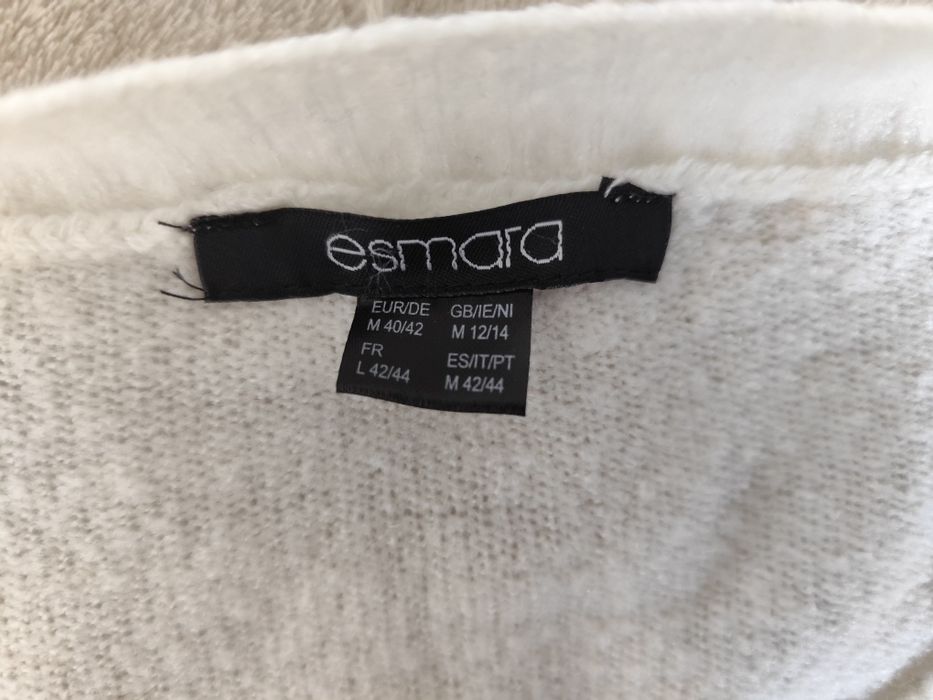 esmara
EUR/DE GB/IE/NI
M 40/42 M 12/14
FR ES/IT/PT
L 42/44 M 42/44